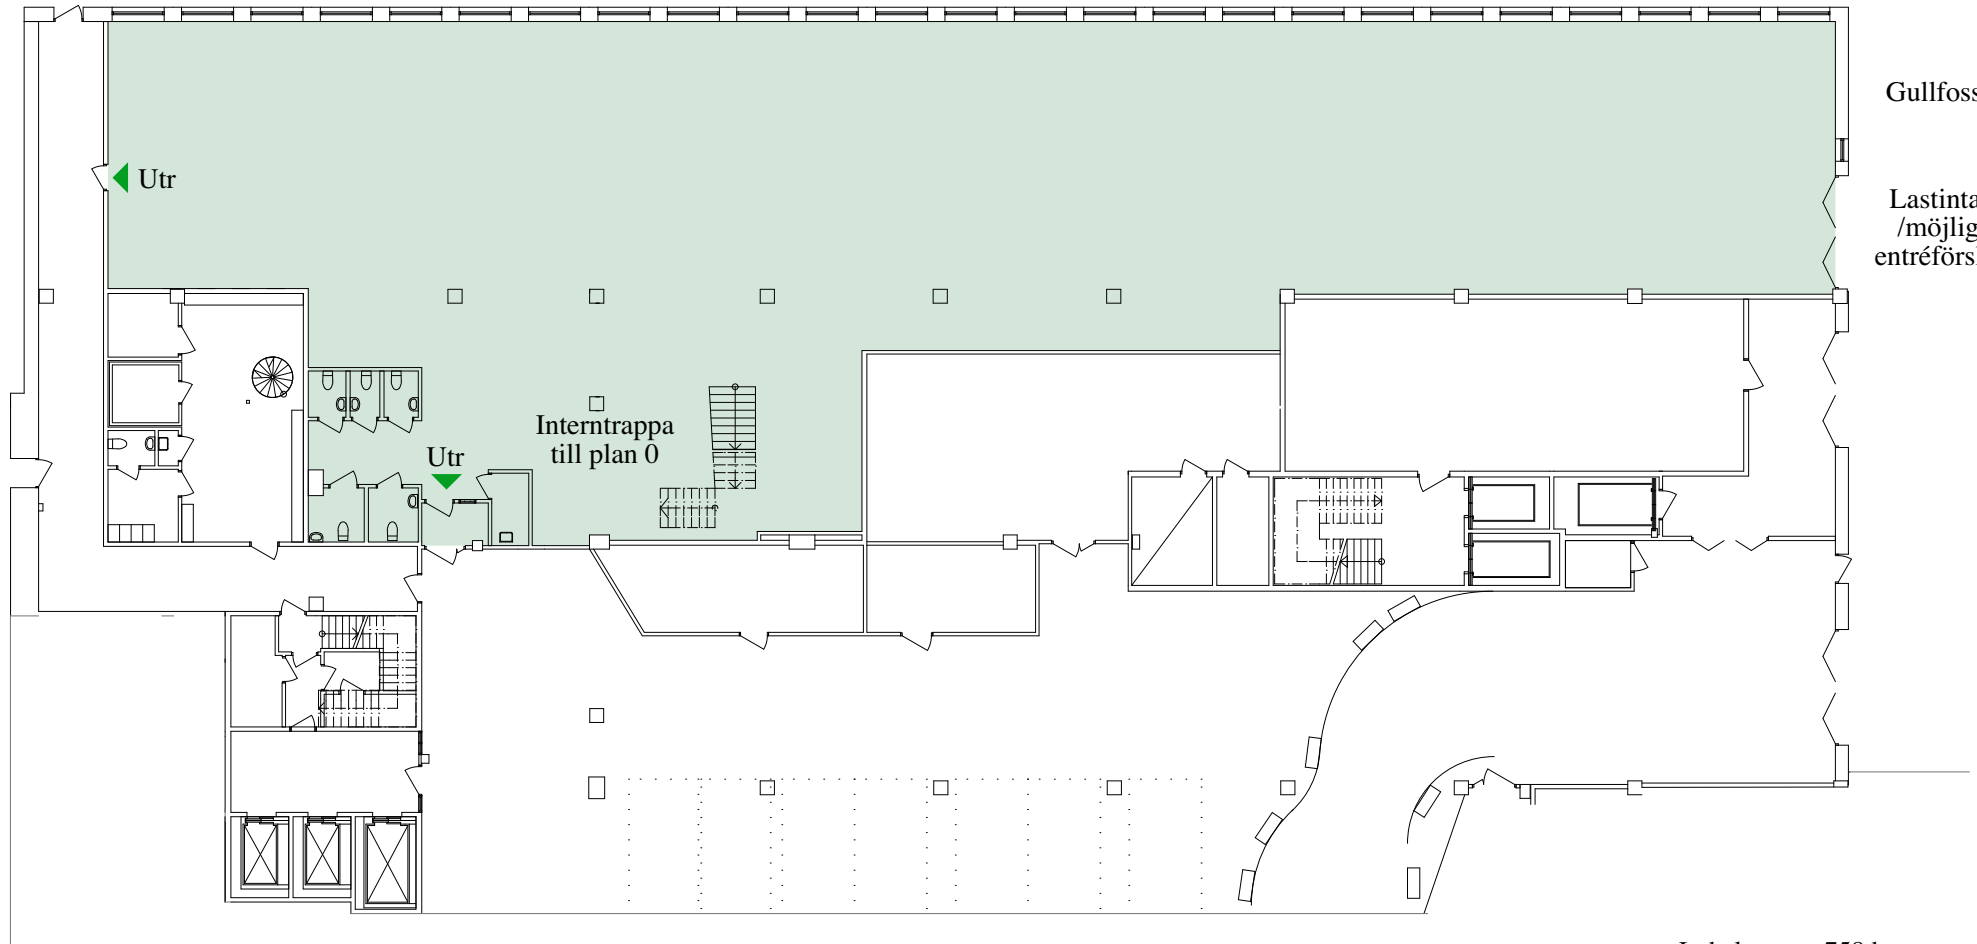 Gullfoss
Utr
Lastinta
/möjlig
entréförs
Interntrappa
till plan 0
Utr